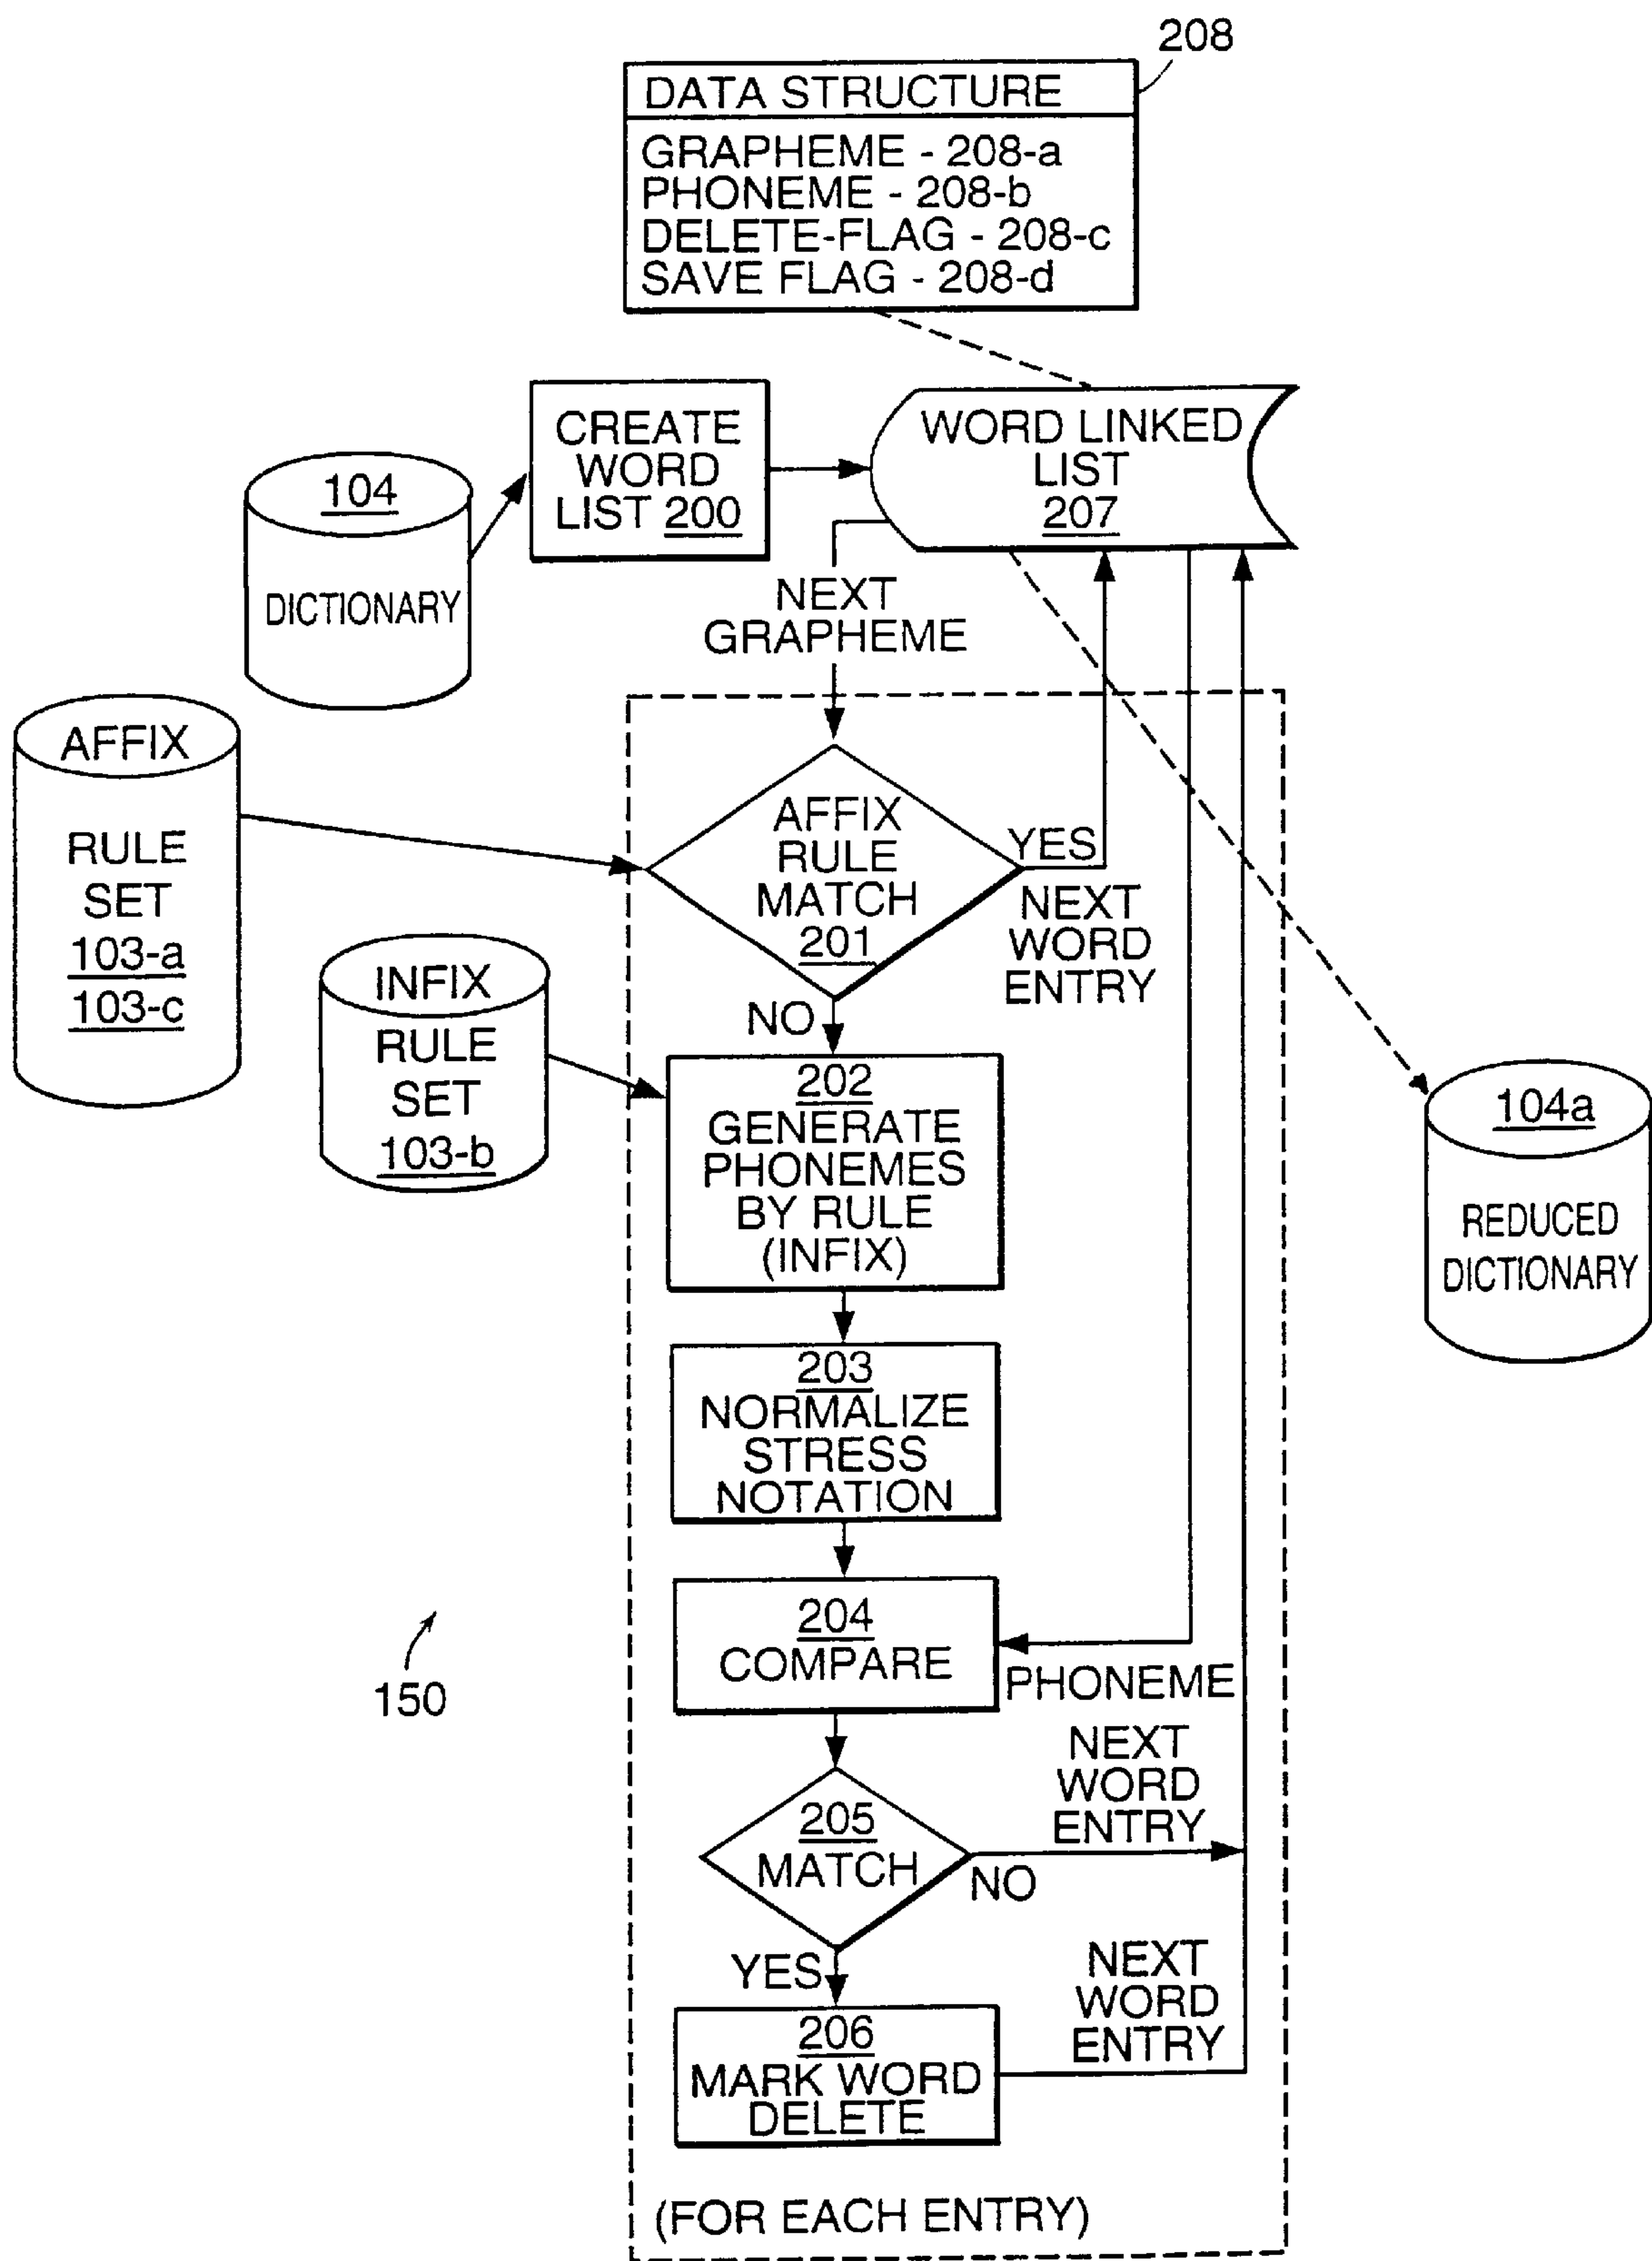 208
DATA STRUCTURE
GRAPHEME - 208-a
PHONEME - 208-b
DELETE-FLAG - 208-c
SAVE FLAG - 208-d
CREATE
WORD
LIST 200
WORD LINKED
LIST
207
104
DICTIONARY
NEXT
GRAPHEME
AFFIX
RULE
SET
103-a
103-c
AFFIX
RULE
MATCH
201
YES
NEXT
WORD
ENTRY
NO
INFIX
RULE
SET
103-b
202
GENERATE
PHONEMES
BY RULE
(INFIX)
104a
REDUCED
DICTIONARY
203
NORMALIZE
STRESS
NOTATION
204
COMPARE
PHONEME
150
NEXT
WORD
ENTRY
205
MATCH
NO
YES
NEXT
WORD
ENTRY
206
MARK WORD
DELETE
(FOR EACH ENTRY)